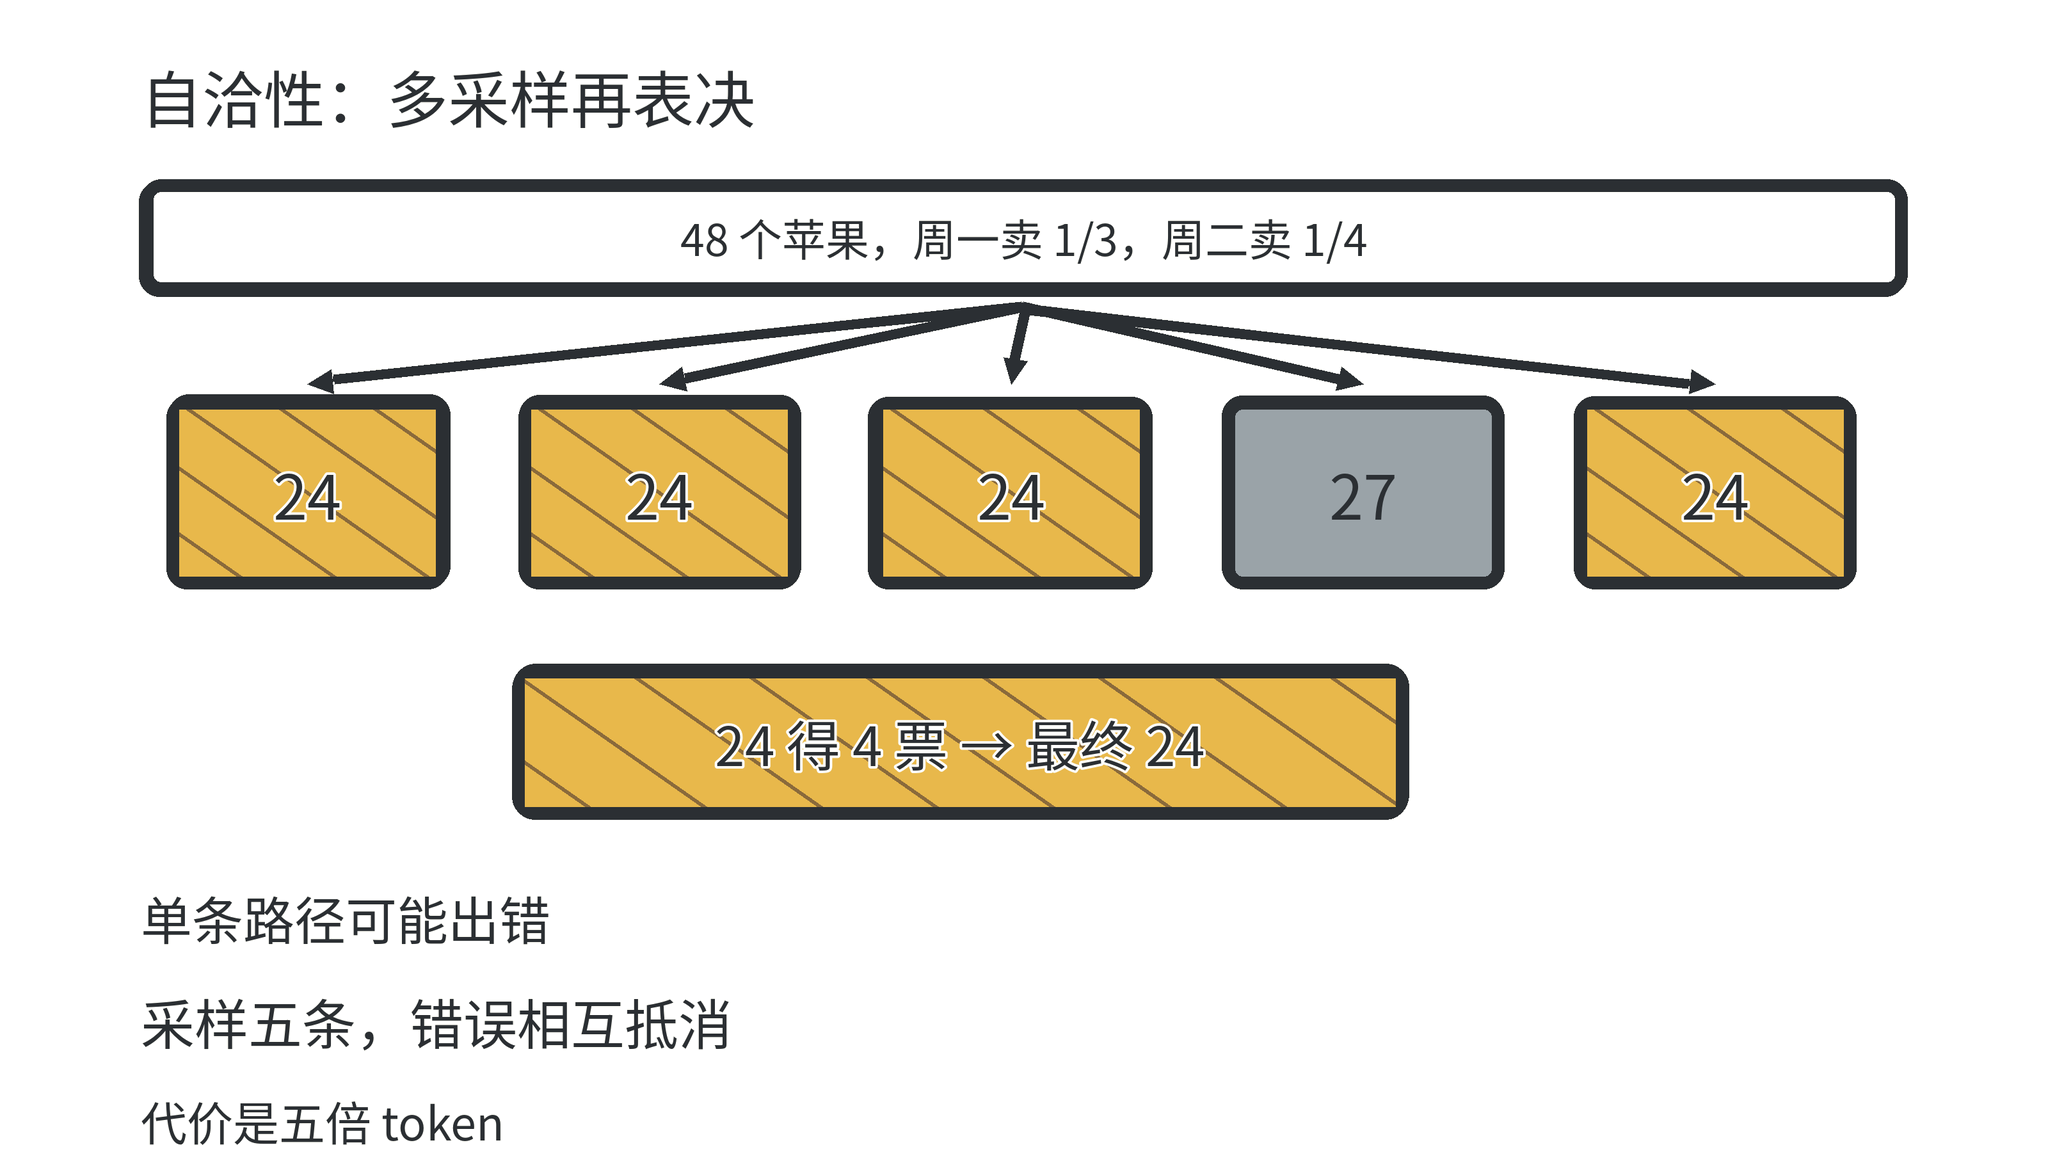 自洽性：多采样再表决
48 个苹果，周一卖 1/3，周二卖 1/4
24
24
24
27
24
24 得 4 票 → 最终 24
单条路径可能出错
采样五条，错误相互抵消
代价是五倍 token